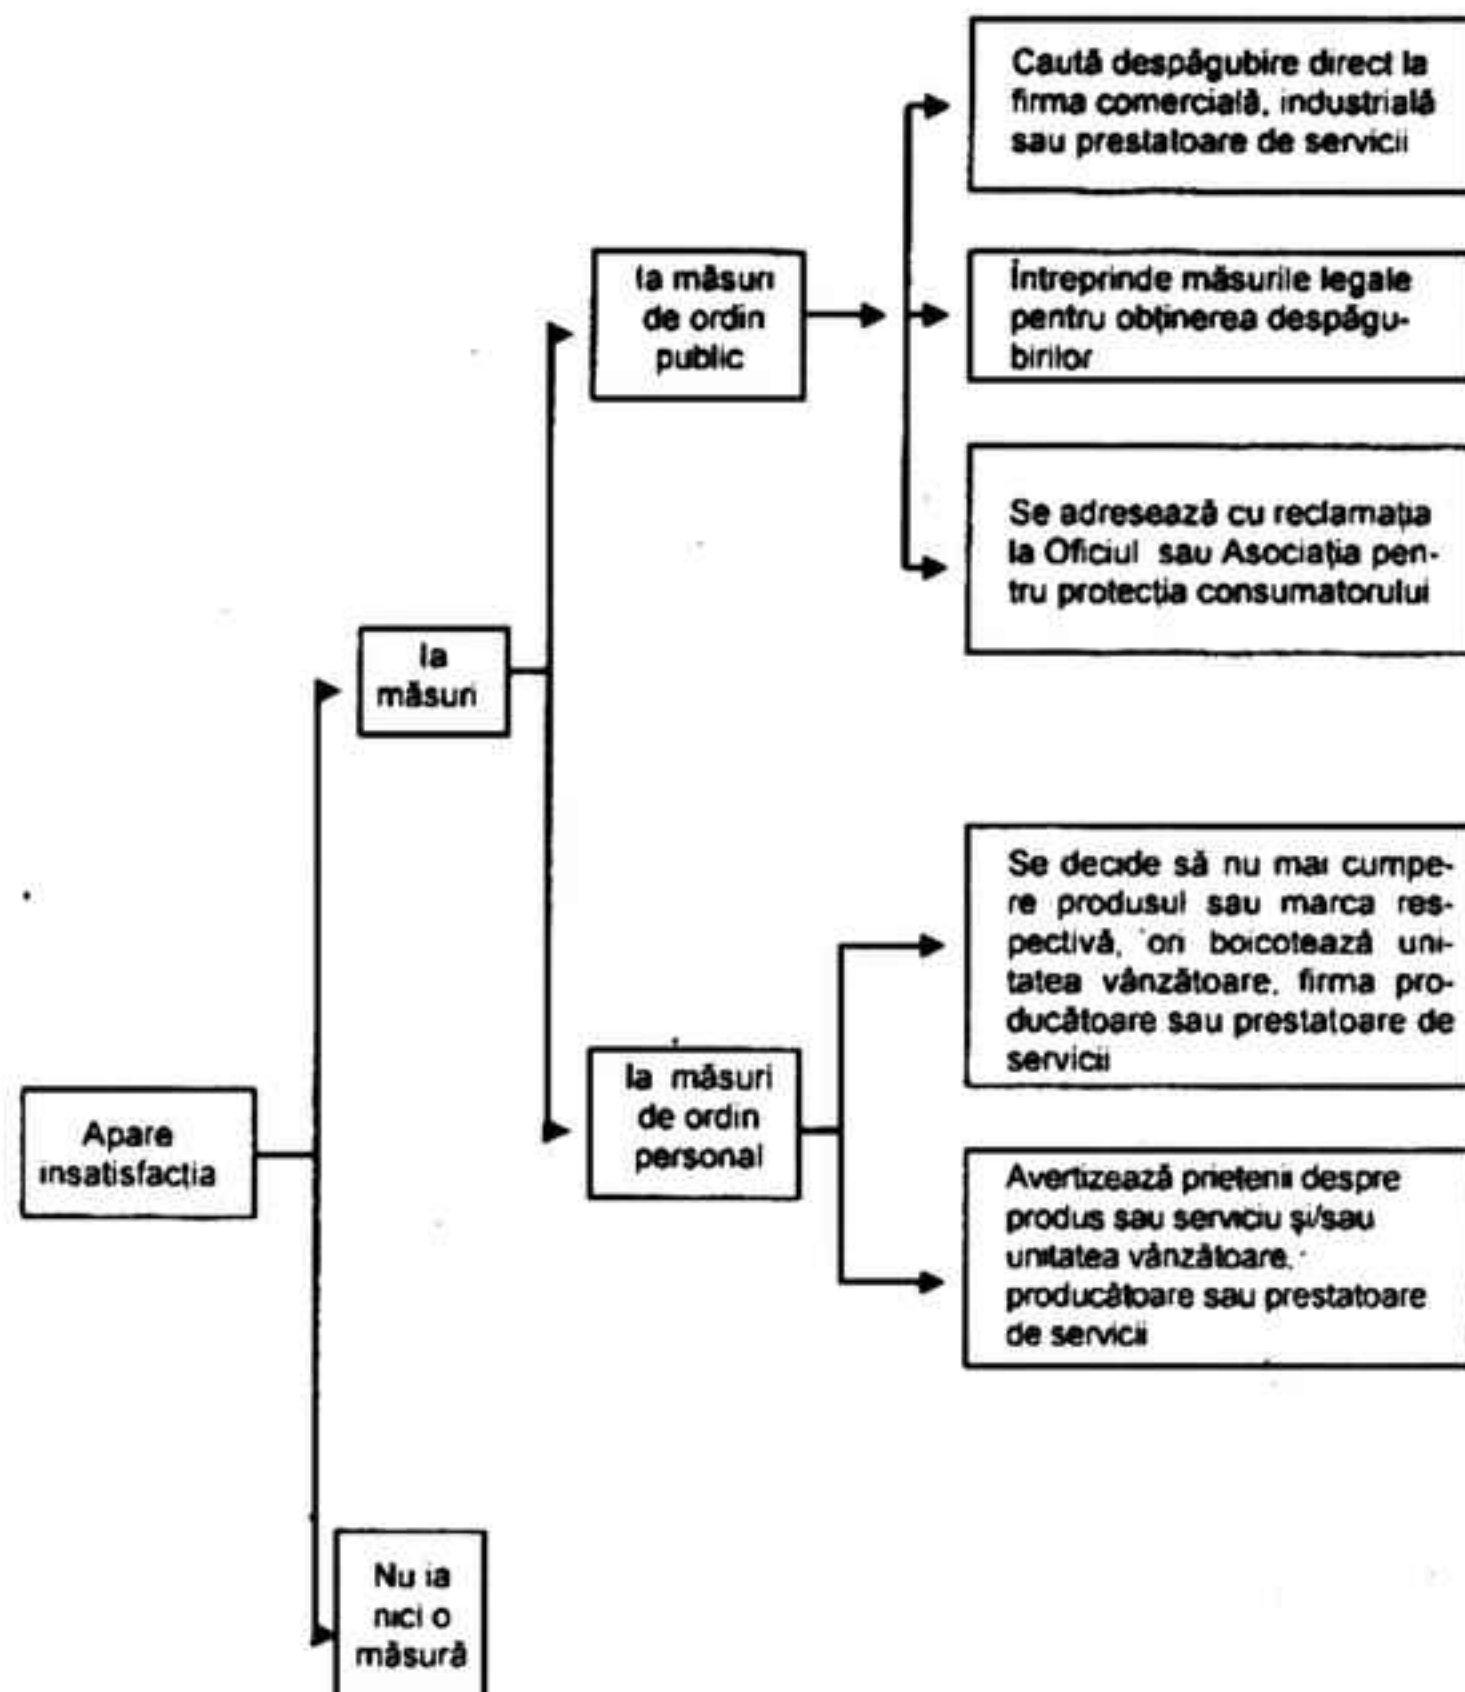 Caută despăgubire direct la
firma comercială, industrială
sau prestatoare de servicii
Ia măsuri
de ordin
public
Întreprinde măsurile legale
pentru obținerea despăgu-
birilor
Se adresează cu reclamația
la Oficiul sau Asociația pen-
tru protecția consumatorului
Ia
măsuri
Se decide să nu mai cumpe-
re produsul sau marca res-
pectivă, ori boicotează uni-
tatea vânzătoare, firma pro-
ducătoare sau prestatoare de
servicii
Ia măsuri
de ordin
personal
Apare
insatisfacția
Avertizează prietenii despre
produs sau serviciu și/sau
unitatea vânzătoare,
producătoare sau prestatoare
de servicii
Nu ia
nici o
măsură